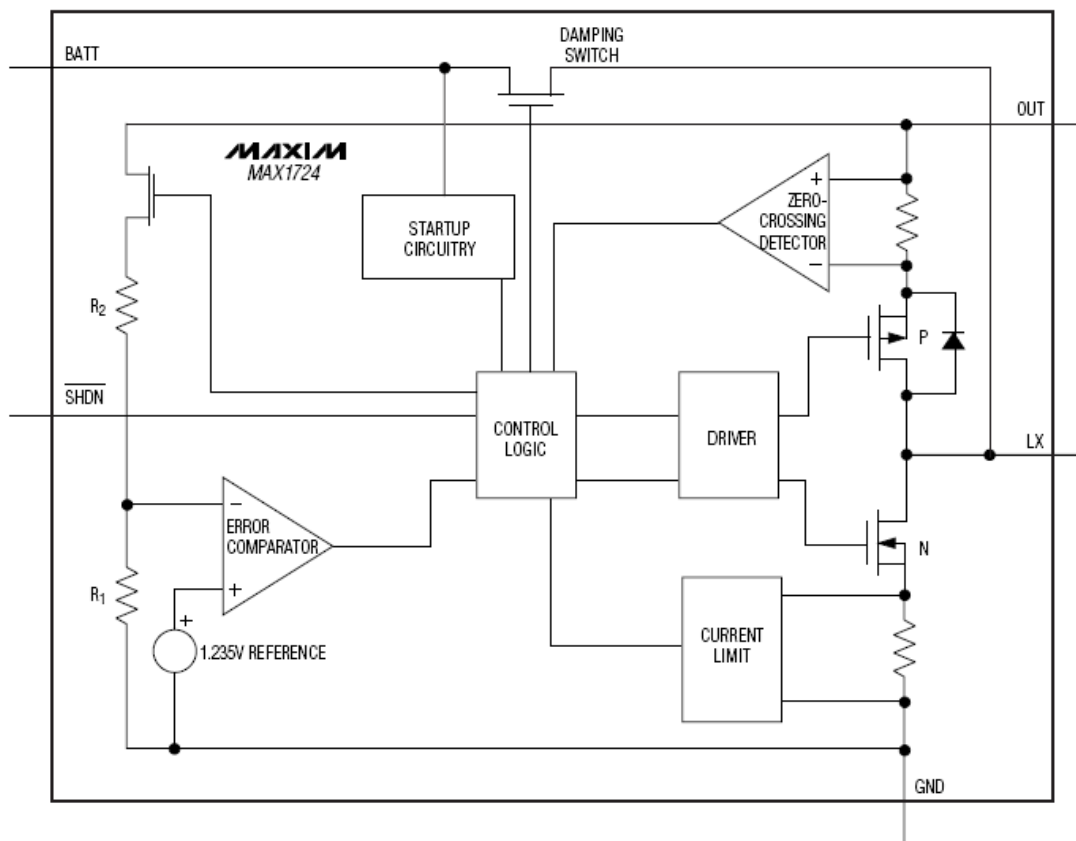 DAMPING
SWITCH
BATT
OUT
MAXIM
MAX1724
STARTUP
CIRCUITRY
+
ZERO-
CROSSING
DETECTOR
−
R2
P
SHDN
CONTROL
LOGIC
DRIVER
LX
−
ERROR
COMPARATOR
+
N
R1
+
1.235V REFERENCE
CURRENT
LIMIT
GND